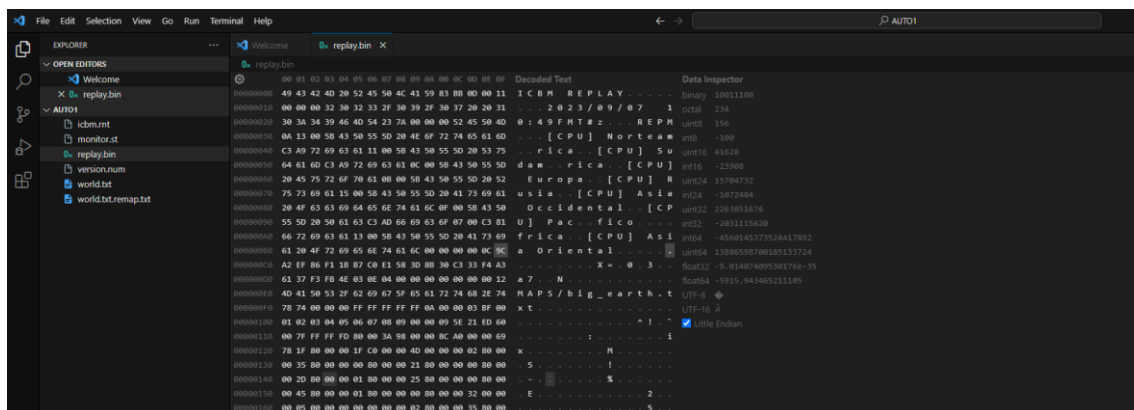 File Edit Selection View Go Run Terminal Help
AUTO1
EXPLORER
OPEN EDITORS
Welcome
replay.bin
AUTO1
icbm.rnt
monitor.st
replay.bin
version.num
world.txt
world.txt.remap.txt
Welcome
replay.bin
replay.bin
00 01 02 03 04 05 06 07 08 09 0A 0B 0C 0D 0E 0F Decoded Text
00000000 49 43 42 4D 20 52 45 50 4C 41 59 83 88 0D 00 11 I C B M R E P L A Y . . . . .
00000010 00 00 00 32 30 32 33 2F 30 39 2F 30 37 20 20 31 . . . 2 0 2 3 / 0 9 / 0 7 1
00000020 30 3A 34 39 46 4D 54 23 7A 00 00 00 52 45 50 4D 0 : 4 9 F M T # z . . . R E P M
00000030 0A 13 00 5B 43 50 55 5D 20 4E 6F 72 74 65 61 6D . . . [ C P U ] N o r t e a m
00000040 C3 A9 72 69 63 61 11 00 5B 43 50 55 5D 20 53 75 . . r i c a . . [ C P U ] S u
00000050 64 61 6D C3 A9 72 69 63 61 0C 00 5B 43 50 55 5D d a m . . r i c a . . [ C P U ]
00000060 20 45 75 72 6F 70 61 0B 00 5B 43 50 55 5D 20 52 E u r o p a . . [ C P U ] R
00000070 75 73 69 61 15 00 5B 43 50 55 5D 20 41 73 69 61 u s i a . . [ C P U ] A s i a
00000080 20 4F 63 63 69 64 65 6E 74 61 6C 0F 00 5B 43 50 O c c i d e n t a l . . [ C P
00000090 55 5D 20 50 61 63 C3 AD 66 69 63 6F 07 00 C3 81 U ] P a c . . f i c o . . . .
000000A0 66 72 69 63 61 13 00 5B 43 50 55 5D 20 41 73 69 f r i c a . . [ C P U ] A s i
000000B0 61 20 4F 72 69 65 6E 74 61 6C 00 00 00 00 0C 9C a O r i e n t a l . . . . . .
000000C0 A2 EF 86 F1 1B B7 C0 E1 58 3D 8B 30 C3 33 F4 A3 . . . . . . . . X = . 0 . 3 . .
000000D0 61 37 F3 FB 4E 03 0E 04 00 00 00 00 00 00 00 12 a 7 . . N . . . . . . . . . . .
000000E0 4D 41 50 53 2F 62 69 67 5F 65 61 72 74 68 2E 74 M A P S / b i g _ e a r t h . t
000000F0 78 74 00 00 00 FF FF FF FF FF 0A 00 00 03 BF 00 x t . . . . . . . . . . . . . .
00000100 01 02 03 04 05 06 07 08 09 00 00 09 5E 21 ED 60 . . . . . . . . . . . . ^ ! . `
00000110 00 7F FF FF FD 80 00 3A 98 00 00 8C A0 00 00 69 . . . . . . . : . . . . . . . i
00000120 78 1F 80 00 00 1F C0 00 00 4D 00 00 00 02 80 00 x . . . . . . . . M . . . . . .
00000130 00 35 80 00 00 00 80 00 00 21 80 00 00 00 80 00 . 5 . . . . . . . ! . . . . . .
00000140 00 2D 80 00 00 01 80 00 00 25 80 00 00 00 80 00 . - . . . . . . . % . . . . . .
00000150 00 45 80 00 00 01 80 00 00 00 80 00 00 32 00 00 . E . . . . . . . . . . . 2 . .
Data Inspector
binary 10011100
octal 234
uint8 156
int8 -100
uint16 41628
int16 -23908
uint24 15704732
int24 -1072484
uint32 2263851676
int32 -2031115620
int64 -4560145373524417892
uint64 13886598700185133724
float32 -9.01407409530176e-35
float64 -5915.943465211105
UTF-8 �
UTF-16
Little Endian